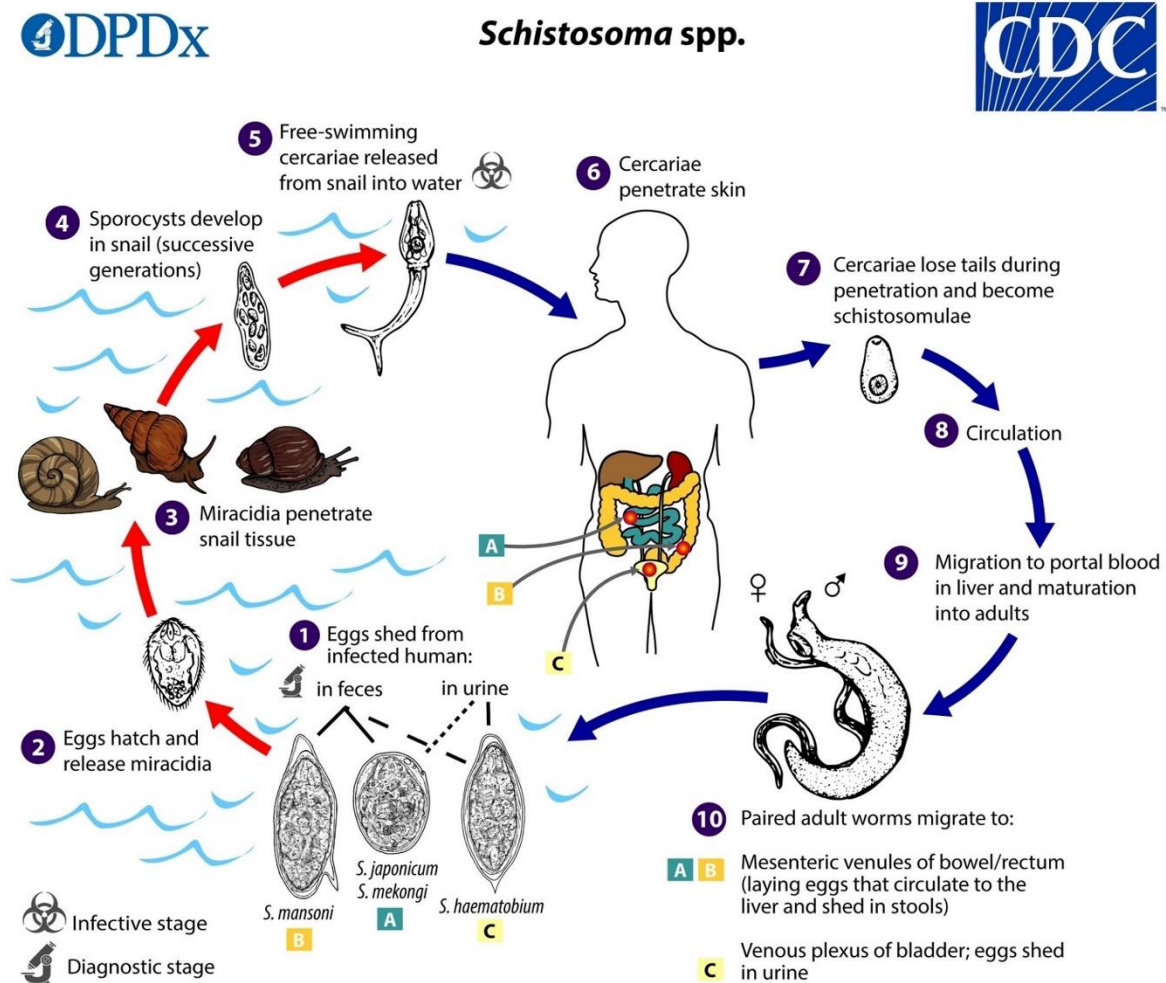 DPDx
Schistosoma spp.
CDC
TM
5 Free-swimming
cercariae released
from snail into water
6 Cercariae
penetrate skin
4 Sporocysts develop
in snail (successive
generations)
7 Cercariae lose tails during
penetration and become
schistosomulae
8 Circulation
3 Miracidia penetrate
snail tissue
A
B
C
9 Migration to portal blood
in liver and maturation
into adults
♀ ♂
1 Eggs shed from
infected human:
in feces
in urine
2 Eggs hatch and
release miracidia
S. mansoni
B
S. japonicum
S. mekongi
A
S. haematobium
C
10 Paired adult worms migrate to:
A B Mesenteric venules of bowel/rectum
(laying eggs that circulate to the
liver and shed in stools)
C Venous plexus of bladder; eggs shed
in urine
Infective stage
Diagnostic stage